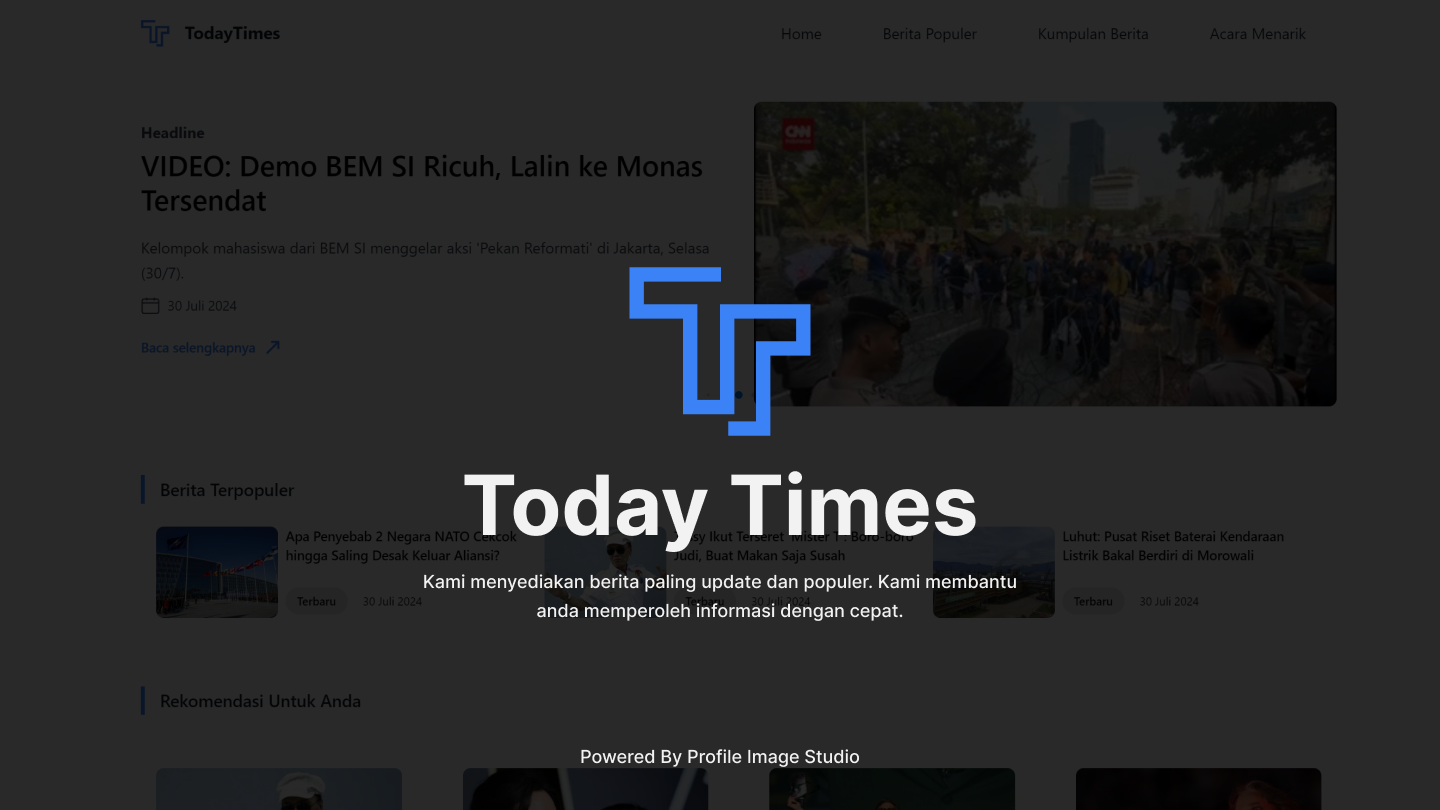 TodayTimes
Home
Berita Populer
Kumpulan Berita
Acara Menarik
Headline
VIDEO: Demo BEM SI Ricuh, Lalin ke Monas
Tersendat
Kelompok mahasiswa dari BEM SI menggelar aksi 'Pekan Reformati' di Jakarta, Selasa
(30/7).
30 Juli 2024
Baca selengkapnya
CNN
Today Times
Kami menyediakan berita paling update dan populer. Kami membantu
anda memperoleh informasi dengan cepat.
Berita Terpopuler
Apa Penyebab 2 Negara NATO Cekcok
hingga Saling Desak Keluar Aliansi?
Terbaru
30 Juli 2024
Ikut Terseret 'Mister T': Boro-boro
Judi, Buat Makan Saja Susah
Terbaru
30 Juli 2024
Luhut: Pusat Riset Baterai Kendaraan
Listrik Bakal Berdiri di Morowali
Terbaru
30 Juli 2024
Rekomendasi Untuk Anda
Powered By Profile Image Studio